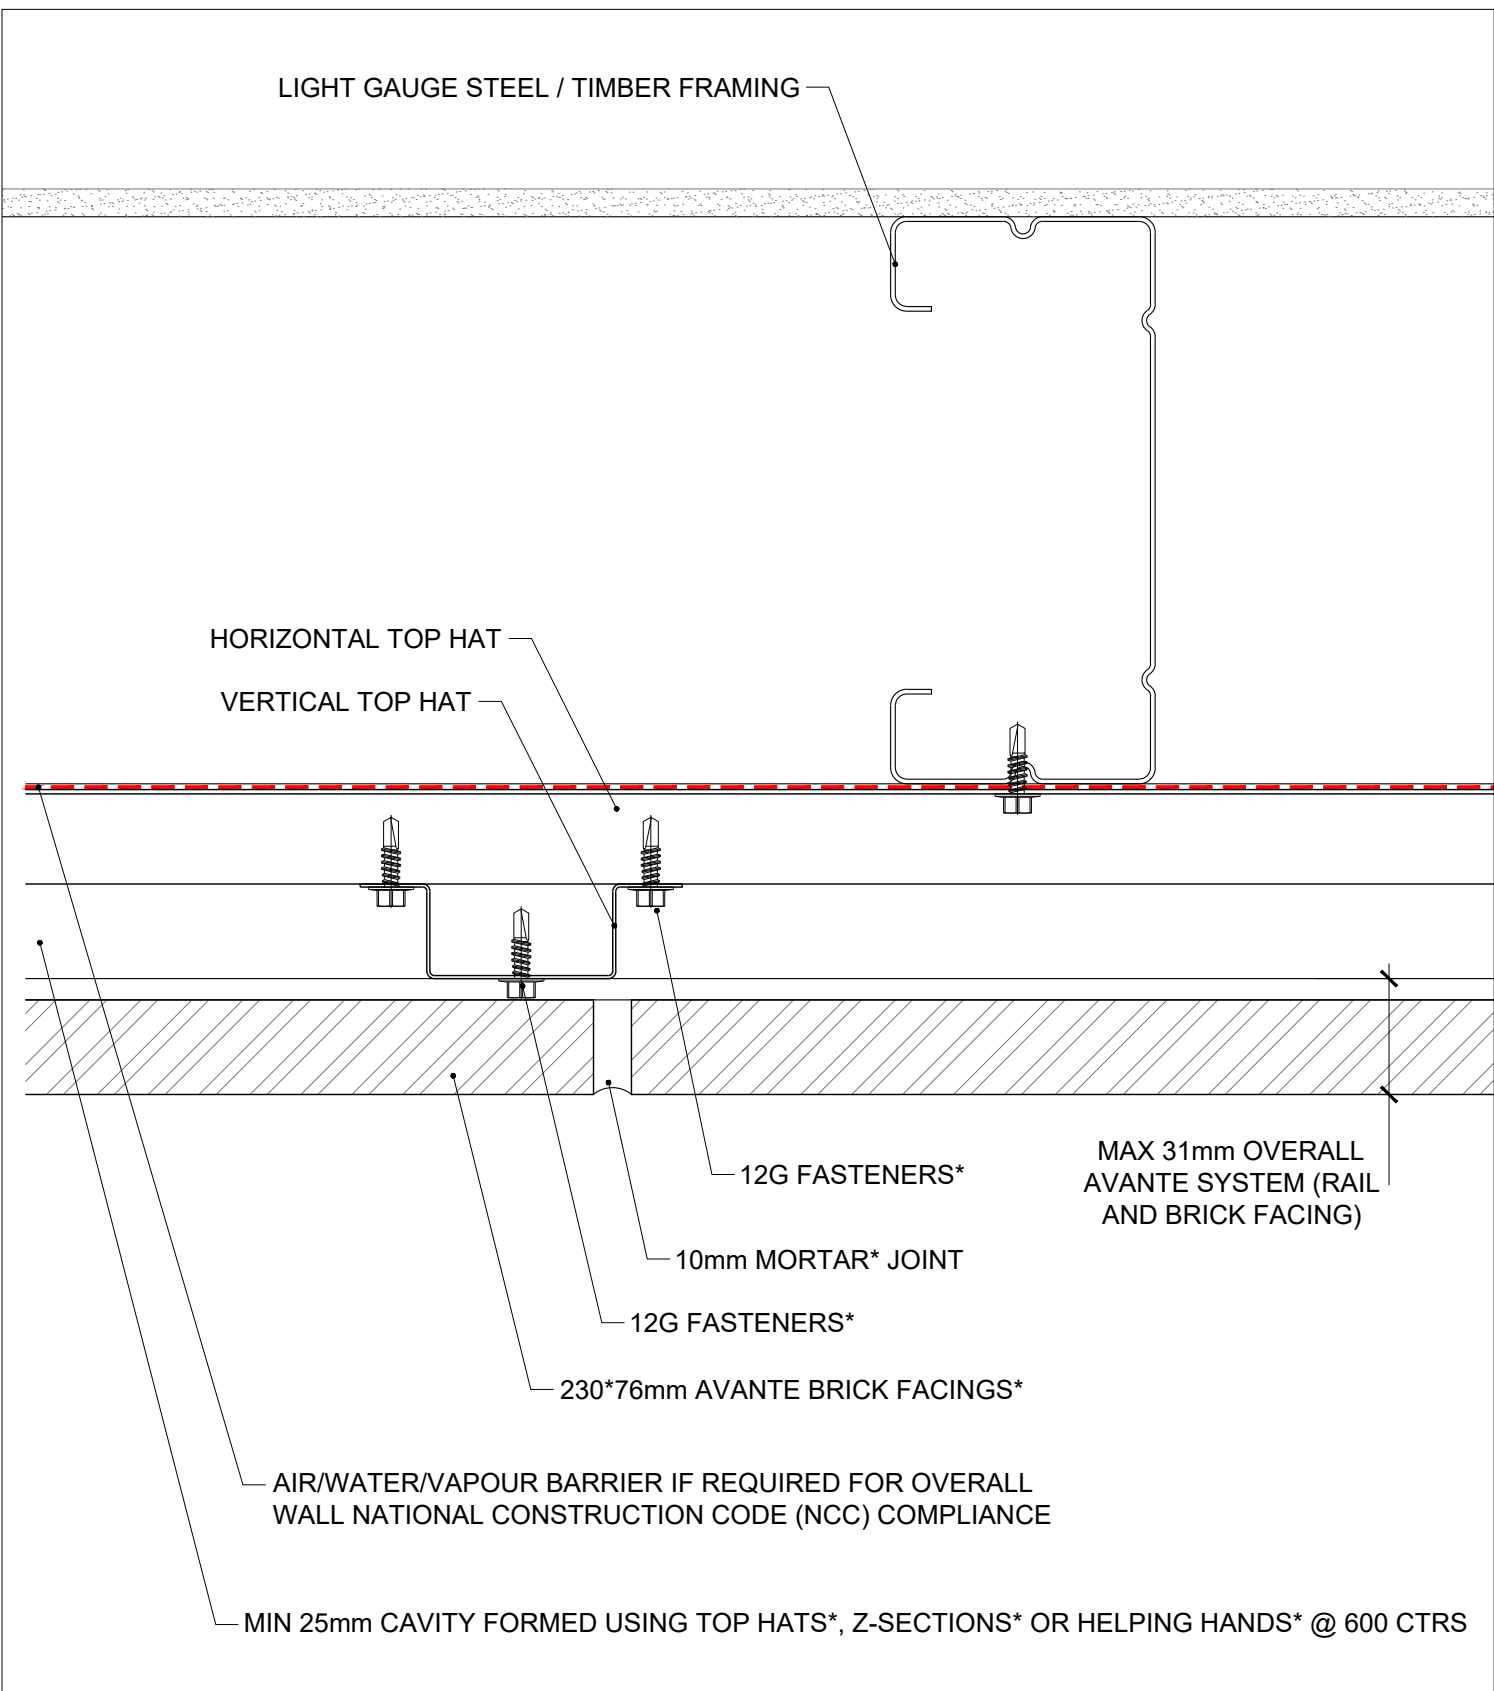 LIGHT GAUGE STEEL / TIMBER FRAMING
HORIZONTAL TOP HAT
VERTICAL TOP HAT
MAX 31mm OVERALL
AVANTE SYSTEM (RAIL
AND BRICK FACING)
12G FASTENERS*
10mm MORTAR* JOINT
12G FASTENERS*
230*76mm AVANTE BRICK FACINGS*
AIR/WATER/VAPOUR BARRIER IF REQUIRED FOR OVERALL
WALL NATIONAL CONSTRUCTION CODE (NCC) COMPLIANCE
MIN 25mm CAVITY FORMED USING TOP HATS*, Z-SECTIONS* OR HELPING HANDS* @ 600 CTRS